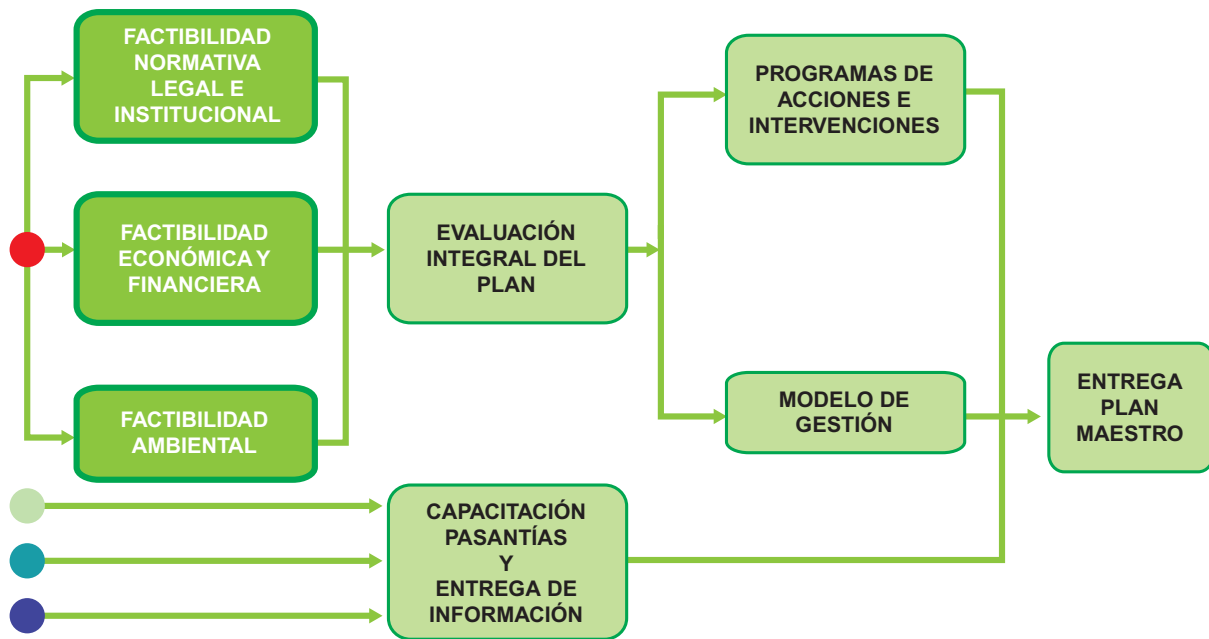 FACTIBILIDAD
NORMATIVA
LEGAL E
INSTITUCIONAL
FACTIBILIDAD
ECONÓMICA Y
FINANCIERA
FACTIBILIDAD
AMBIENTAL
EVALUACIÓN
INTEGRAL DEL
PLAN
CAPACITACIÓN
PASANTÍAS
Y
ENTREGA DE
INFORMACIÓN
PROGRAMAS DE
ACCIONES E
INTERVENCIONES
MODELO DE
GESTIÓN
ENTREGA
PLAN
MAESTRO